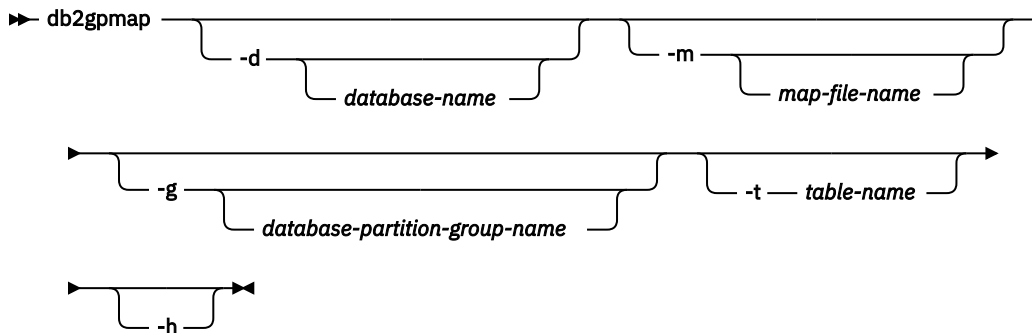 db2gpmap
-d
database-name
-m
map-file-name
-g
database-partition-group-name
-t table-name
-h